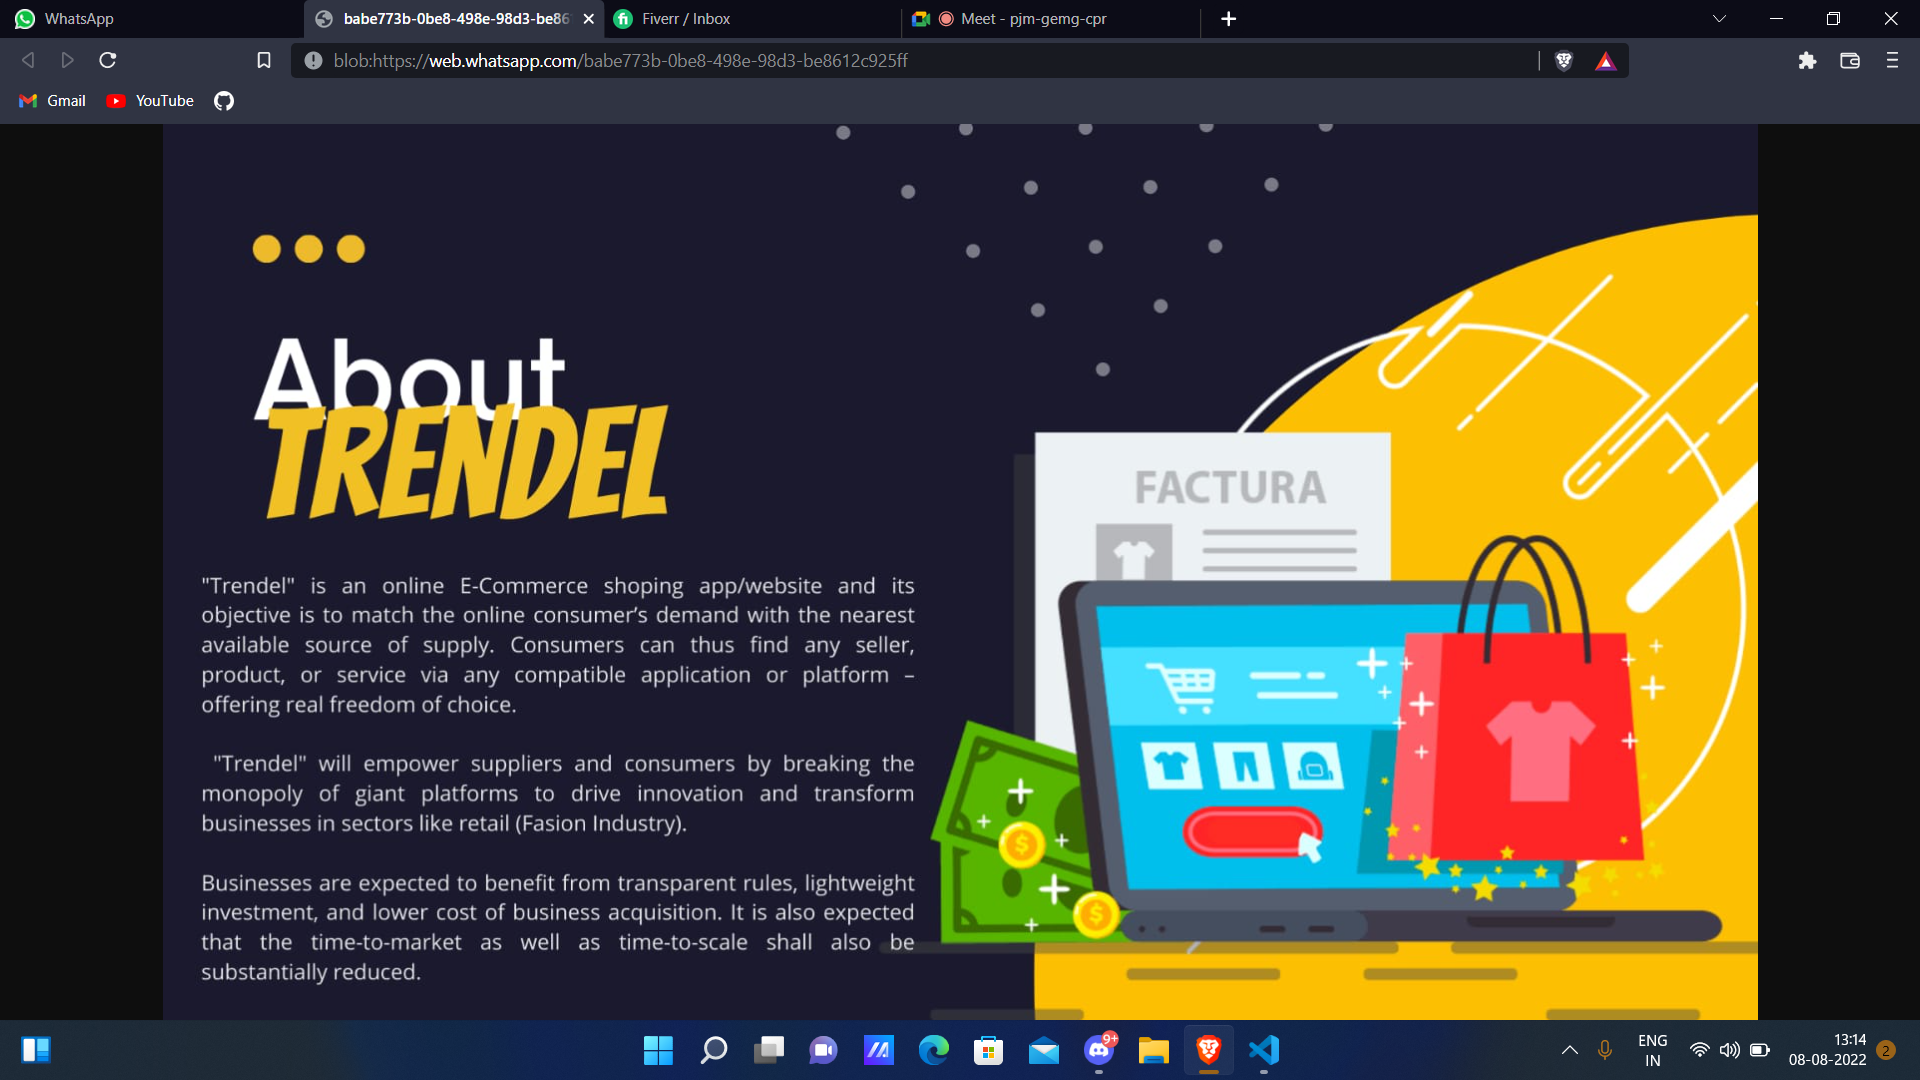 WhatsApp
babe773b-0be8-498e-98d3-be86
Fiverr / Inbox
Meet - pjm-gemg-cpr
blob:https://web.whatsapp.com/babe773b-0be8-498e-98d3-be8612c925ff
Gmail
YouTube
About
TRENDEL
"Trendel" is an online E-Commerce shoping app/website and its
objective is to match the online consumer’s demand with the nearest
available source of supply. Consumers can thus find any seller,
product, or service via any compatible application or platform –
offering real freedom of choice.
"Trendel" will empower suppliers and consumers by breaking the
monopoly of giant platforms to drive innovation and transform
businesses in sectors like retail (Fasion Industry).
Businesses are expected to benefit from transparent rules, lightweight
investment, and lower cost of business acquisition. It is also expected
that the time-to-market as well as time-to-scale shall also be
substantially reduced.
FACTURA
$
$
9+
ENG
IN
13:14
08-08-2022
2